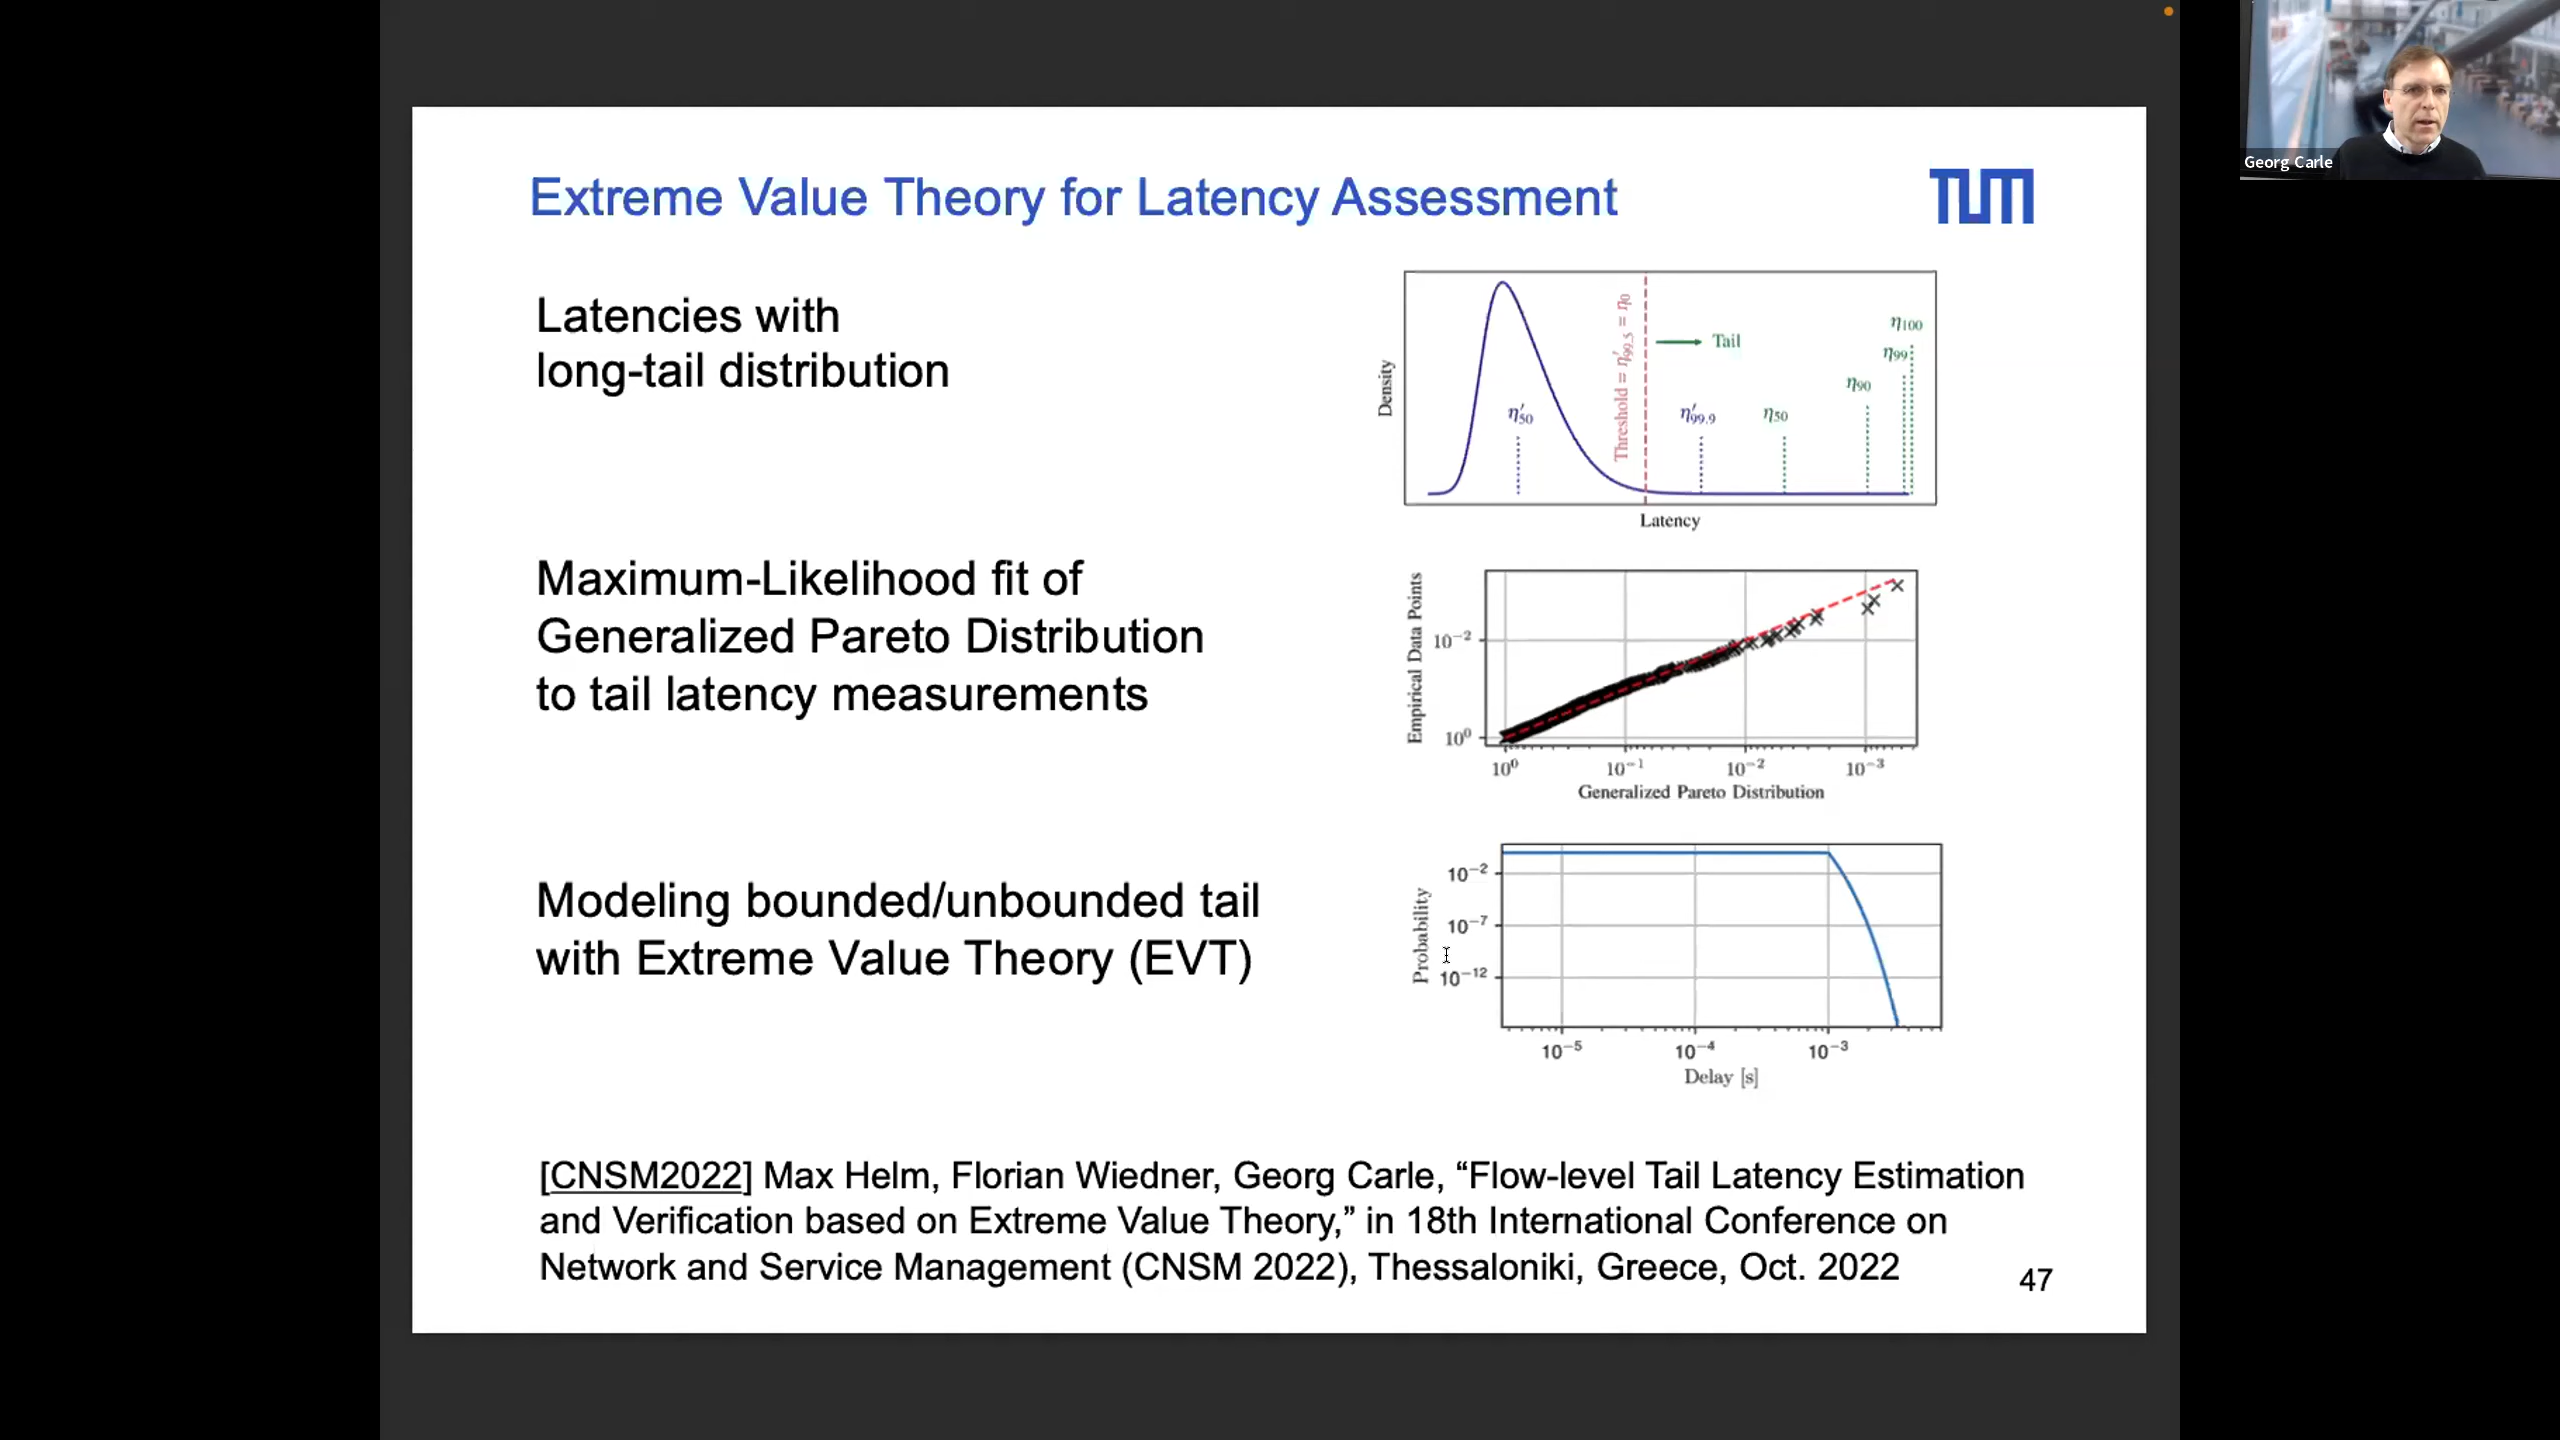 Georg Carle
Extreme Value Theory for Latency Assessment
TUM
Latencies with
long-tail distribution
Density
η′50
Threshold = η′99.5 = η0
Tail
η′99.9
η50
η90
η99
η100
Latency
Maximum-Likelihood fit of
Generalized Pareto Distribution
to tail latency measurements
Empirical Data Points
10⁻²
10⁰
10⁰ 10⁻¹ 10⁻² 10⁻³
Generalized Pareto Distribution
Modeling bounded/unbounded tail
with Extreme Value Theory (EVT)
Probability
10⁻²
10⁻⁷
10⁻¹²
10⁻⁵ 10⁻⁴ 10⁻³
Delay [s]
[CNSM2022] Max Helm, Florian Wiedner, Georg Carle, “Flow-level Tail Latency Estimation
and Verification based on Extreme Value Theory,” in 18th International Conference on
Network and Service Management (CNSM 2022), Thessaloniki, Greece, Oct. 2022
47